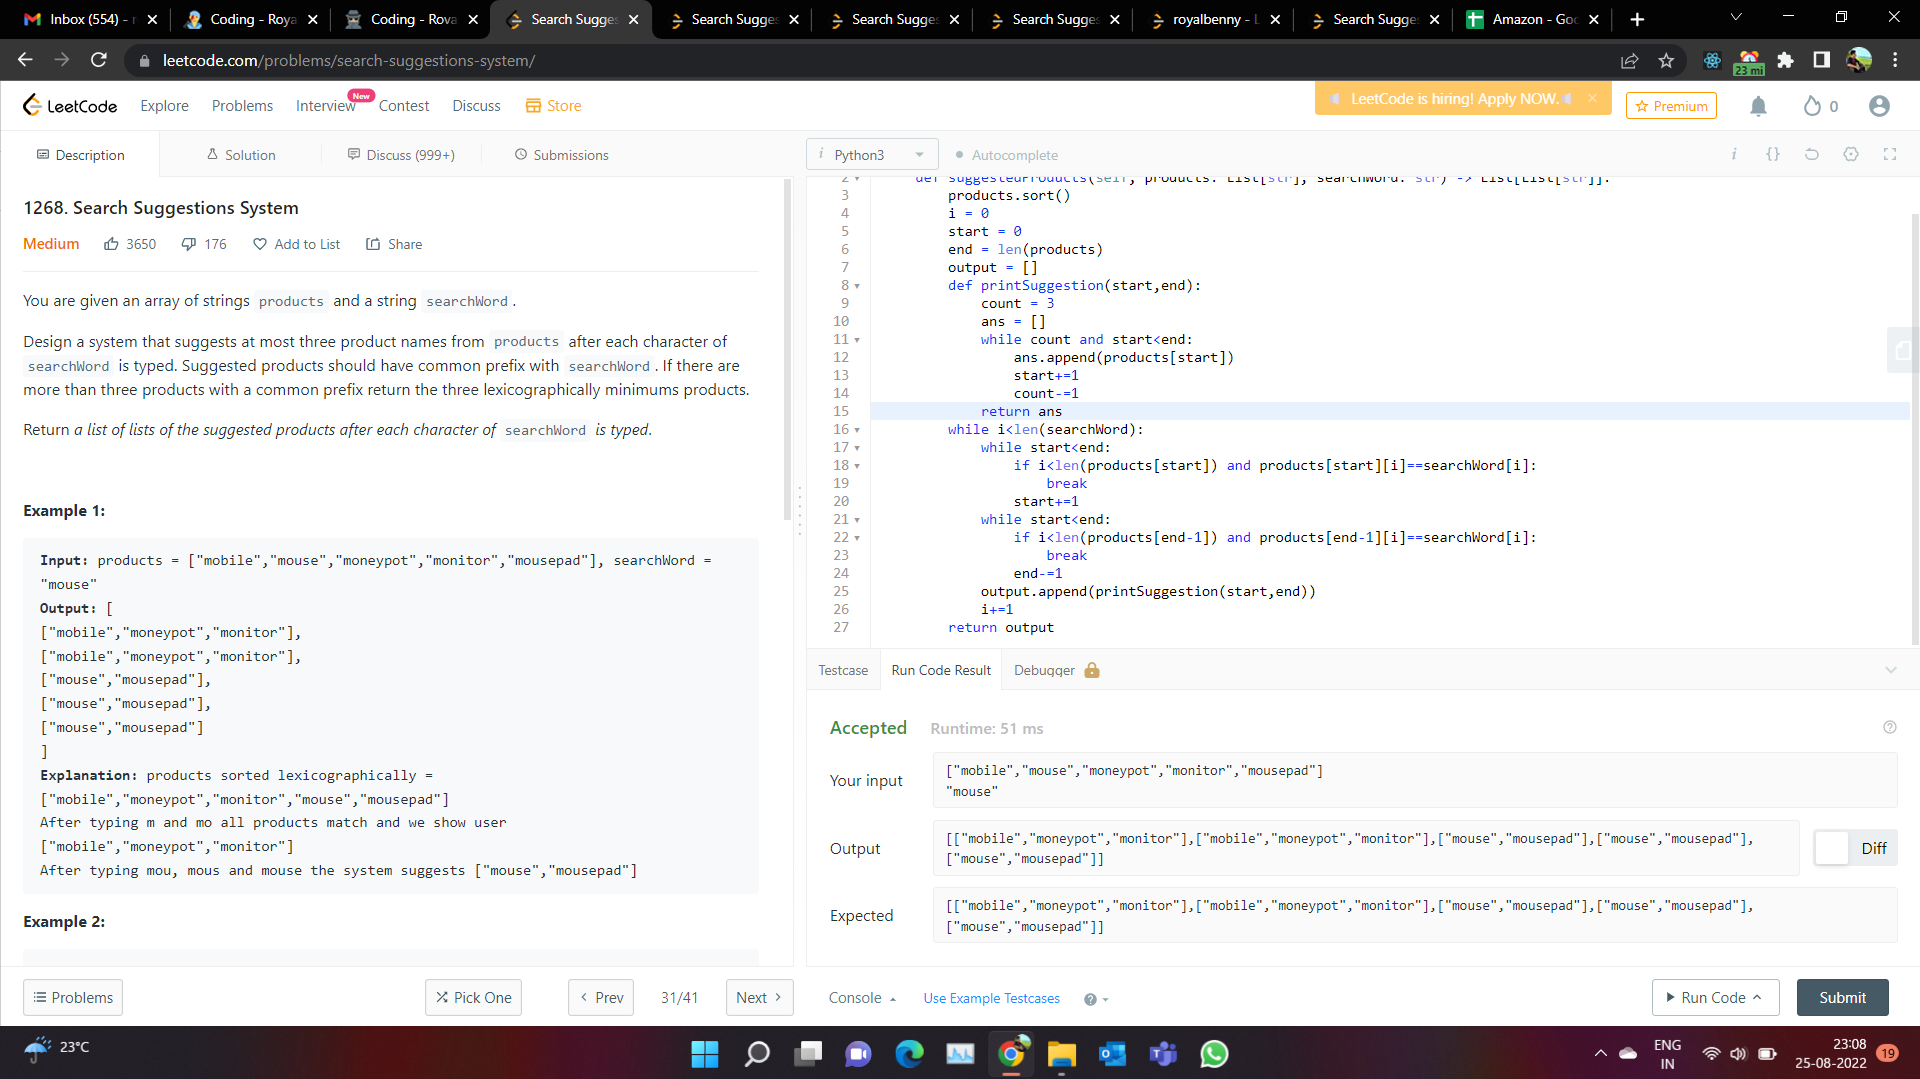 Inbox (554) -
Coding - Roya
Coding - Rova
Search Sugges
Search Sugges
Search Sugges
Search Sugges
royalbenny - L
Search Sugges
Amazon - Goo
leetcode.com/problems/search-suggestions-system/
23 mi
LeetCode
Explore
Problems
Interview
New
Contest
Discuss
Store
LeetCode is hiring! Apply NOW.
Premium
0
Description
Solution
Discuss (999+)
Submissions
1268. Search Suggestions System
Medium
3650
176
Add to List
Share
You are given an array of strings products and a string searchWord.
Design a system that suggests at most three product names from products after each character of
searchWord is typed. Suggested products should have common prefix with searchWord. If there are
more than three products with a common prefix return the three lexicographically minimums products.
Return a list of lists of the suggested products after each character of searchWord is typed.
Example 1:
Input: products = ["mobile","mouse","moneypot","monitor","mousepad"], searchWord =
"mouse"
Output: [
["mobile","moneypot","monitor"],
["mobile","moneypot","monitor"],
["mouse","mousepad"],
["mouse","mousepad"],
["mouse","mousepad"]
]
Explanation: products sorted lexicographically =
["mobile","moneypot","monitor","mouse","mousepad"]
After typing m and mo all products match and we show user
["mobile","moneypot","monitor"]
After typing mou, mous and mouse the system suggests ["mouse","mousepad"]
Example 2:
Problems
Pick One
Prev
31/41
Next
i Python3
Autocomplete
i {}
2 def suggestedProducts(self, products: List[str], searchWord: str) -> List[List[str]]:
3 products.sort()
4 i = 0
5 start = 0
6 end = len(products)
7 output = []
8 def printSuggestion(start,end):
9 count = 3
10 ans = []
11 while count and start<end:
12 ans.append(products[start])
13 start+=1
14 count-=1
15 return ans
16 while i<len(searchWord):
17 while start<end:
18 if i<len(products[start]) and products[start][i]==searchWord[i]:
19 break
20 start+=1
21 while start<end:
22 if i<len(products[end-1]) and products[end-1][i]==searchWord[i]:
23 break
24 end-=1
25 output.append(printSuggestion(start,end))
26 i+=1
27 return output
Testcase
Run Code Result
Debugger
Accepted
Runtime: 51 ms
Your input
["mobile","mouse","moneypot","monitor","mousepad"]
"mouse"
Output
[["mobile","moneypot","monitor"],["mobile","moneypot","monitor"],["mouse","mousepad"],["mouse","mousepad"],
["mouse","mousepad"]]
Diff
Expected
[["mobile","moneypot","monitor"],["mobile","moneypot","monitor"],["mouse","mousepad"],["mouse","mousepad"],
["mouse","mousepad"]]
Console
Use Example Testcases
Run Code
Submit
23°C
ENG
IN
23:08
25-08-2022
19